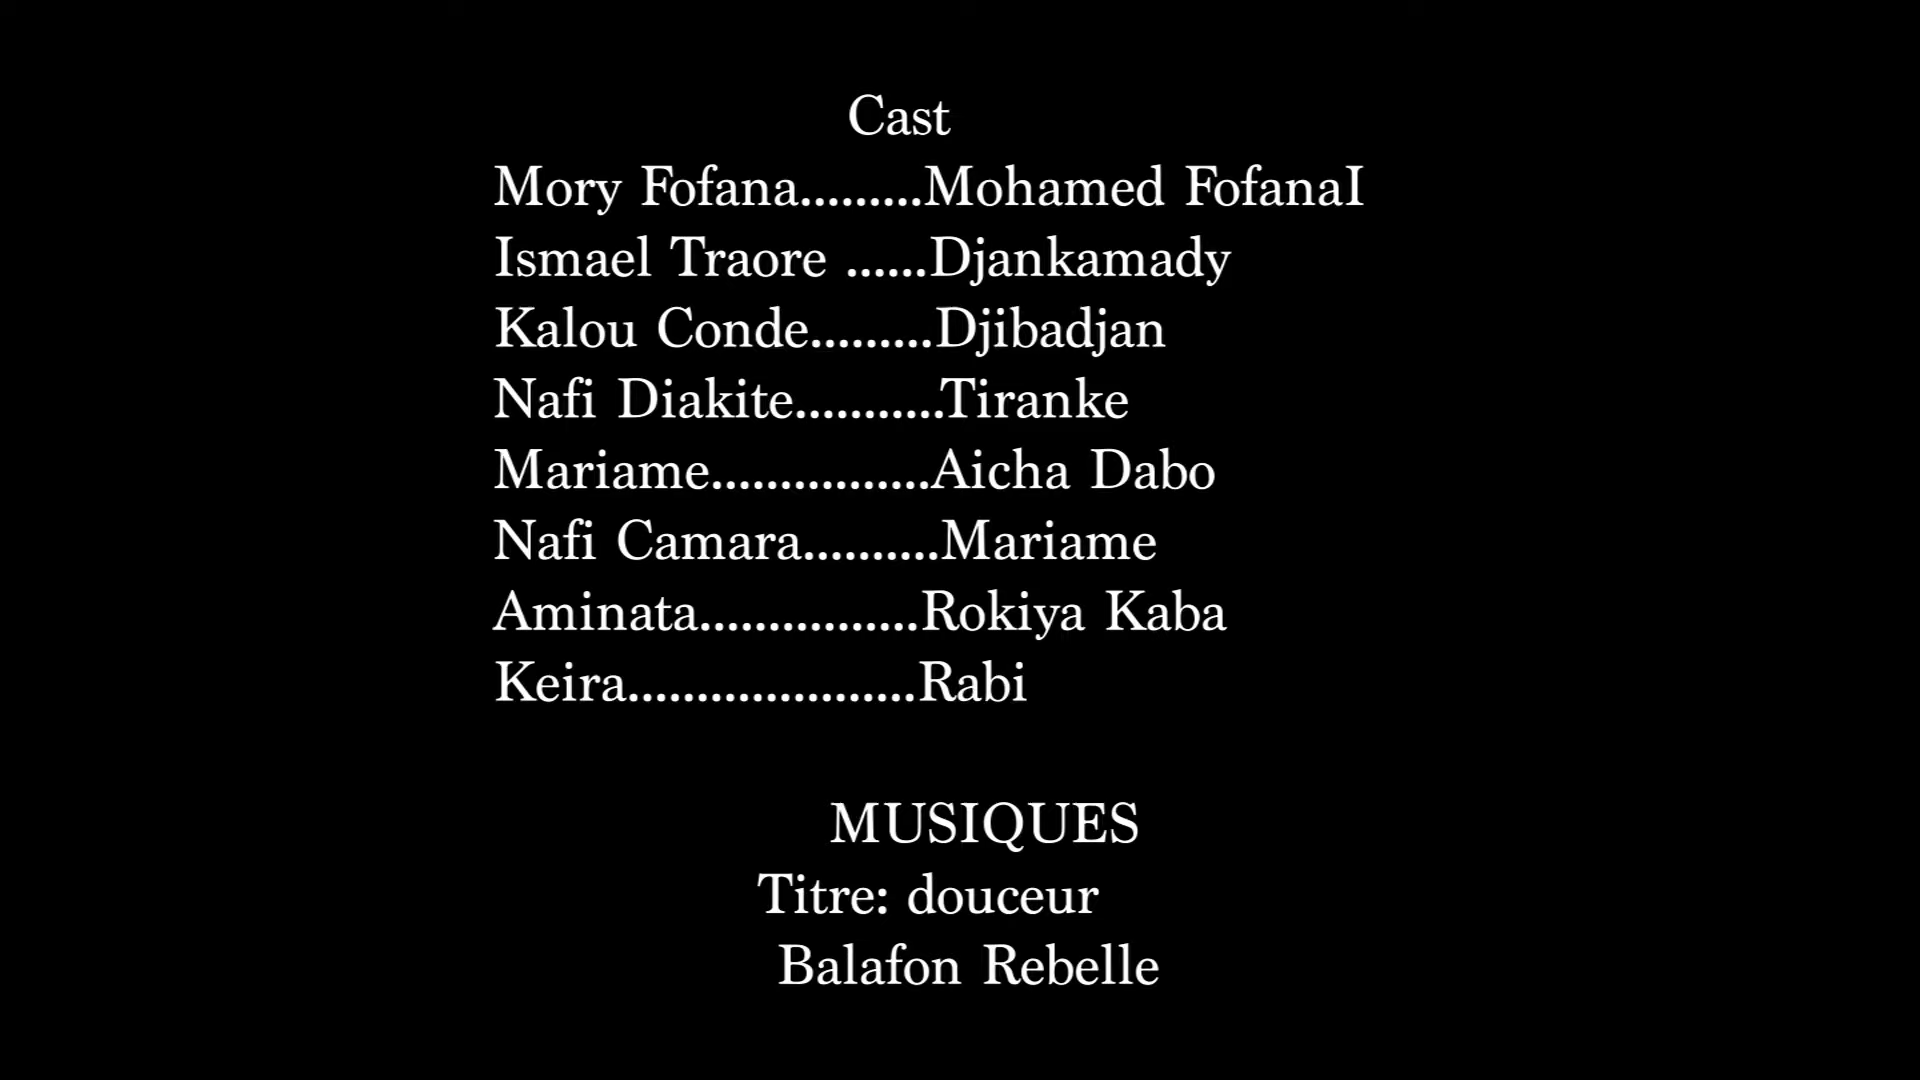 Cast
Mory Fofana.........Mohamed FofanaI
Ismael Traore ......Djankamady
Kalou Conde.........Djibadjan
Nafi Diakite...........Tiranke
Mariame................Aicha Dabo
Nafi Camara..........Mariame
Aminata................Rokiya Kaba
Keira.....................Rabi
MUSIQUES
Titre: douceur
Balafon Rebelle